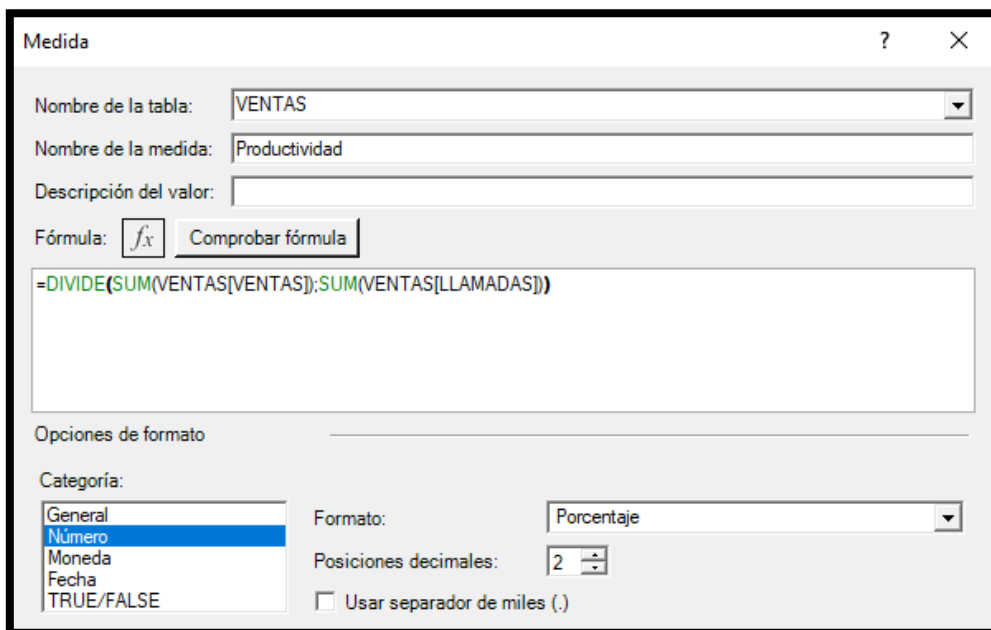 Medida ?
Nombre de la tabla: VENTAS
Nombre de la medida: Productividad
Descripción del valor:
Fórmula: fx Comprobar fórmula
=DIVIDE(SUM(VENTAS[VENTAS]);SUM(VENTAS[LLAMADAS]))
Opciones de formato
Categoría:
General
Número
Moneda
Fecha
TRUE/FALSE
Formato: Porcentaje
Posiciones decimales: 2
Usar separador de miles (.)